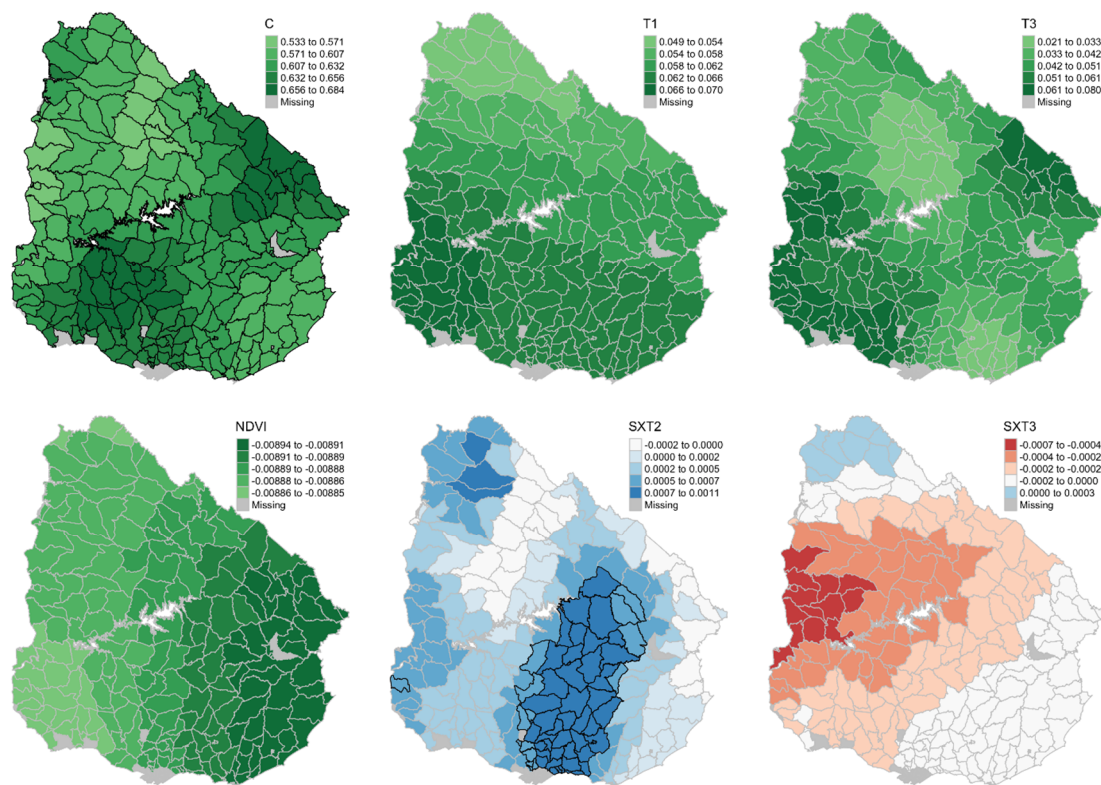 C
0.533 to 0.571
0.571 to 0.607
0.607 to 0.632
0.632 to 0.656
0.656 to 0.684
Missing
T1
0.049 to 0.054
0.054 to 0.058
0.058 to 0.062
0.062 to 0.066
0.066 to 0.070
Missing
T3
0.021 to 0.033
0.033 to 0.042
0.042 to 0.051
0.051 to 0.061
0.061 to 0.080
Missing
NDVI
-0.00894 to -0.00891
-0.00891 to -0.00889
-0.00889 to -0.00888
-0.00888 to -0.00886
-0.00886 to -0.00885
Missing
SXT2
-0.0002 to 0.0000
0.0000 to 0.0002
0.0002 to 0.0005
0.0005 to 0.0007
0.0007 to 0.0011
Missing
SXT3
-0.0007 to -0.0004
-0.0004 to -0.0002
-0.0002 to -0.0002
-0.0002 to 0.0000
0.0000 to 0.0003
Missing